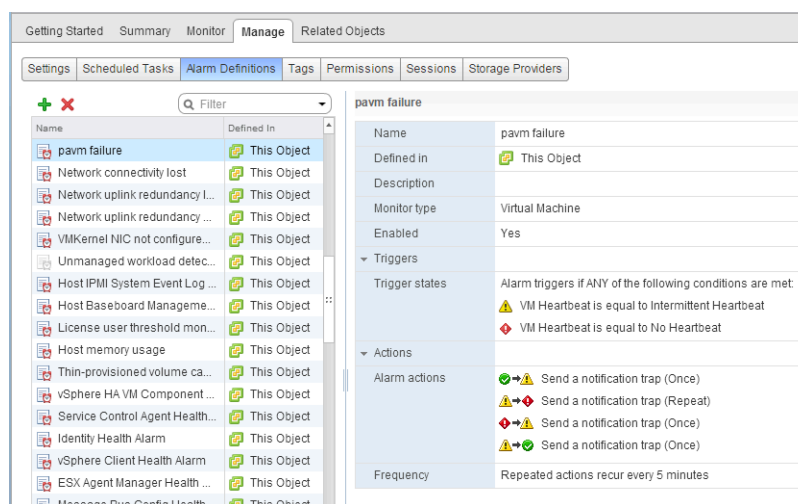 Getting Started Summary Monitor Manage Related Objects
Settings Scheduled Tasks Alarm Definitions Tags Permissions Sessions Storage Providers
Filter
Name Defined In
pavm failure This Object
Network connectivity lost This Object
Network uplink redundancy l... This Object
Network uplink redundancy ... This Object
VMKernel NIC not configure... This Object
Unmanaged workload detec... This Object
Host IPMI System Event Log ... This Object
Host Baseboard Manageme... This Object
License user threshold mon... This Object
Host memory usage This Object
Thin-provisioned volume ca... This Object
vSphere HA VM Component ... This Object
Service Control Agent Health... This Object
Identity Health Alarm This Object
vSphere Client Health Alarm This Object
ESX Agent Manager Health ... This Object
Message Bus Config Health This Object
pavm failure
Name pavm failure
Defined in This Object
Description
Monitor type Virtual Machine
Enabled Yes
Triggers
Trigger states Alarm triggers if ANY of the following conditions are met:
VM Heartbeat is equal to Intermittent Heartbeat
VM Heartbeat is equal to No Heartbeat
Actions
Alarm actions Send a notification trap (Once)
Send a notification trap (Repeat)
Send a notification trap (Once)
Send a notification trap (Once)
Frequency Repeated actions recur every 5 minutes